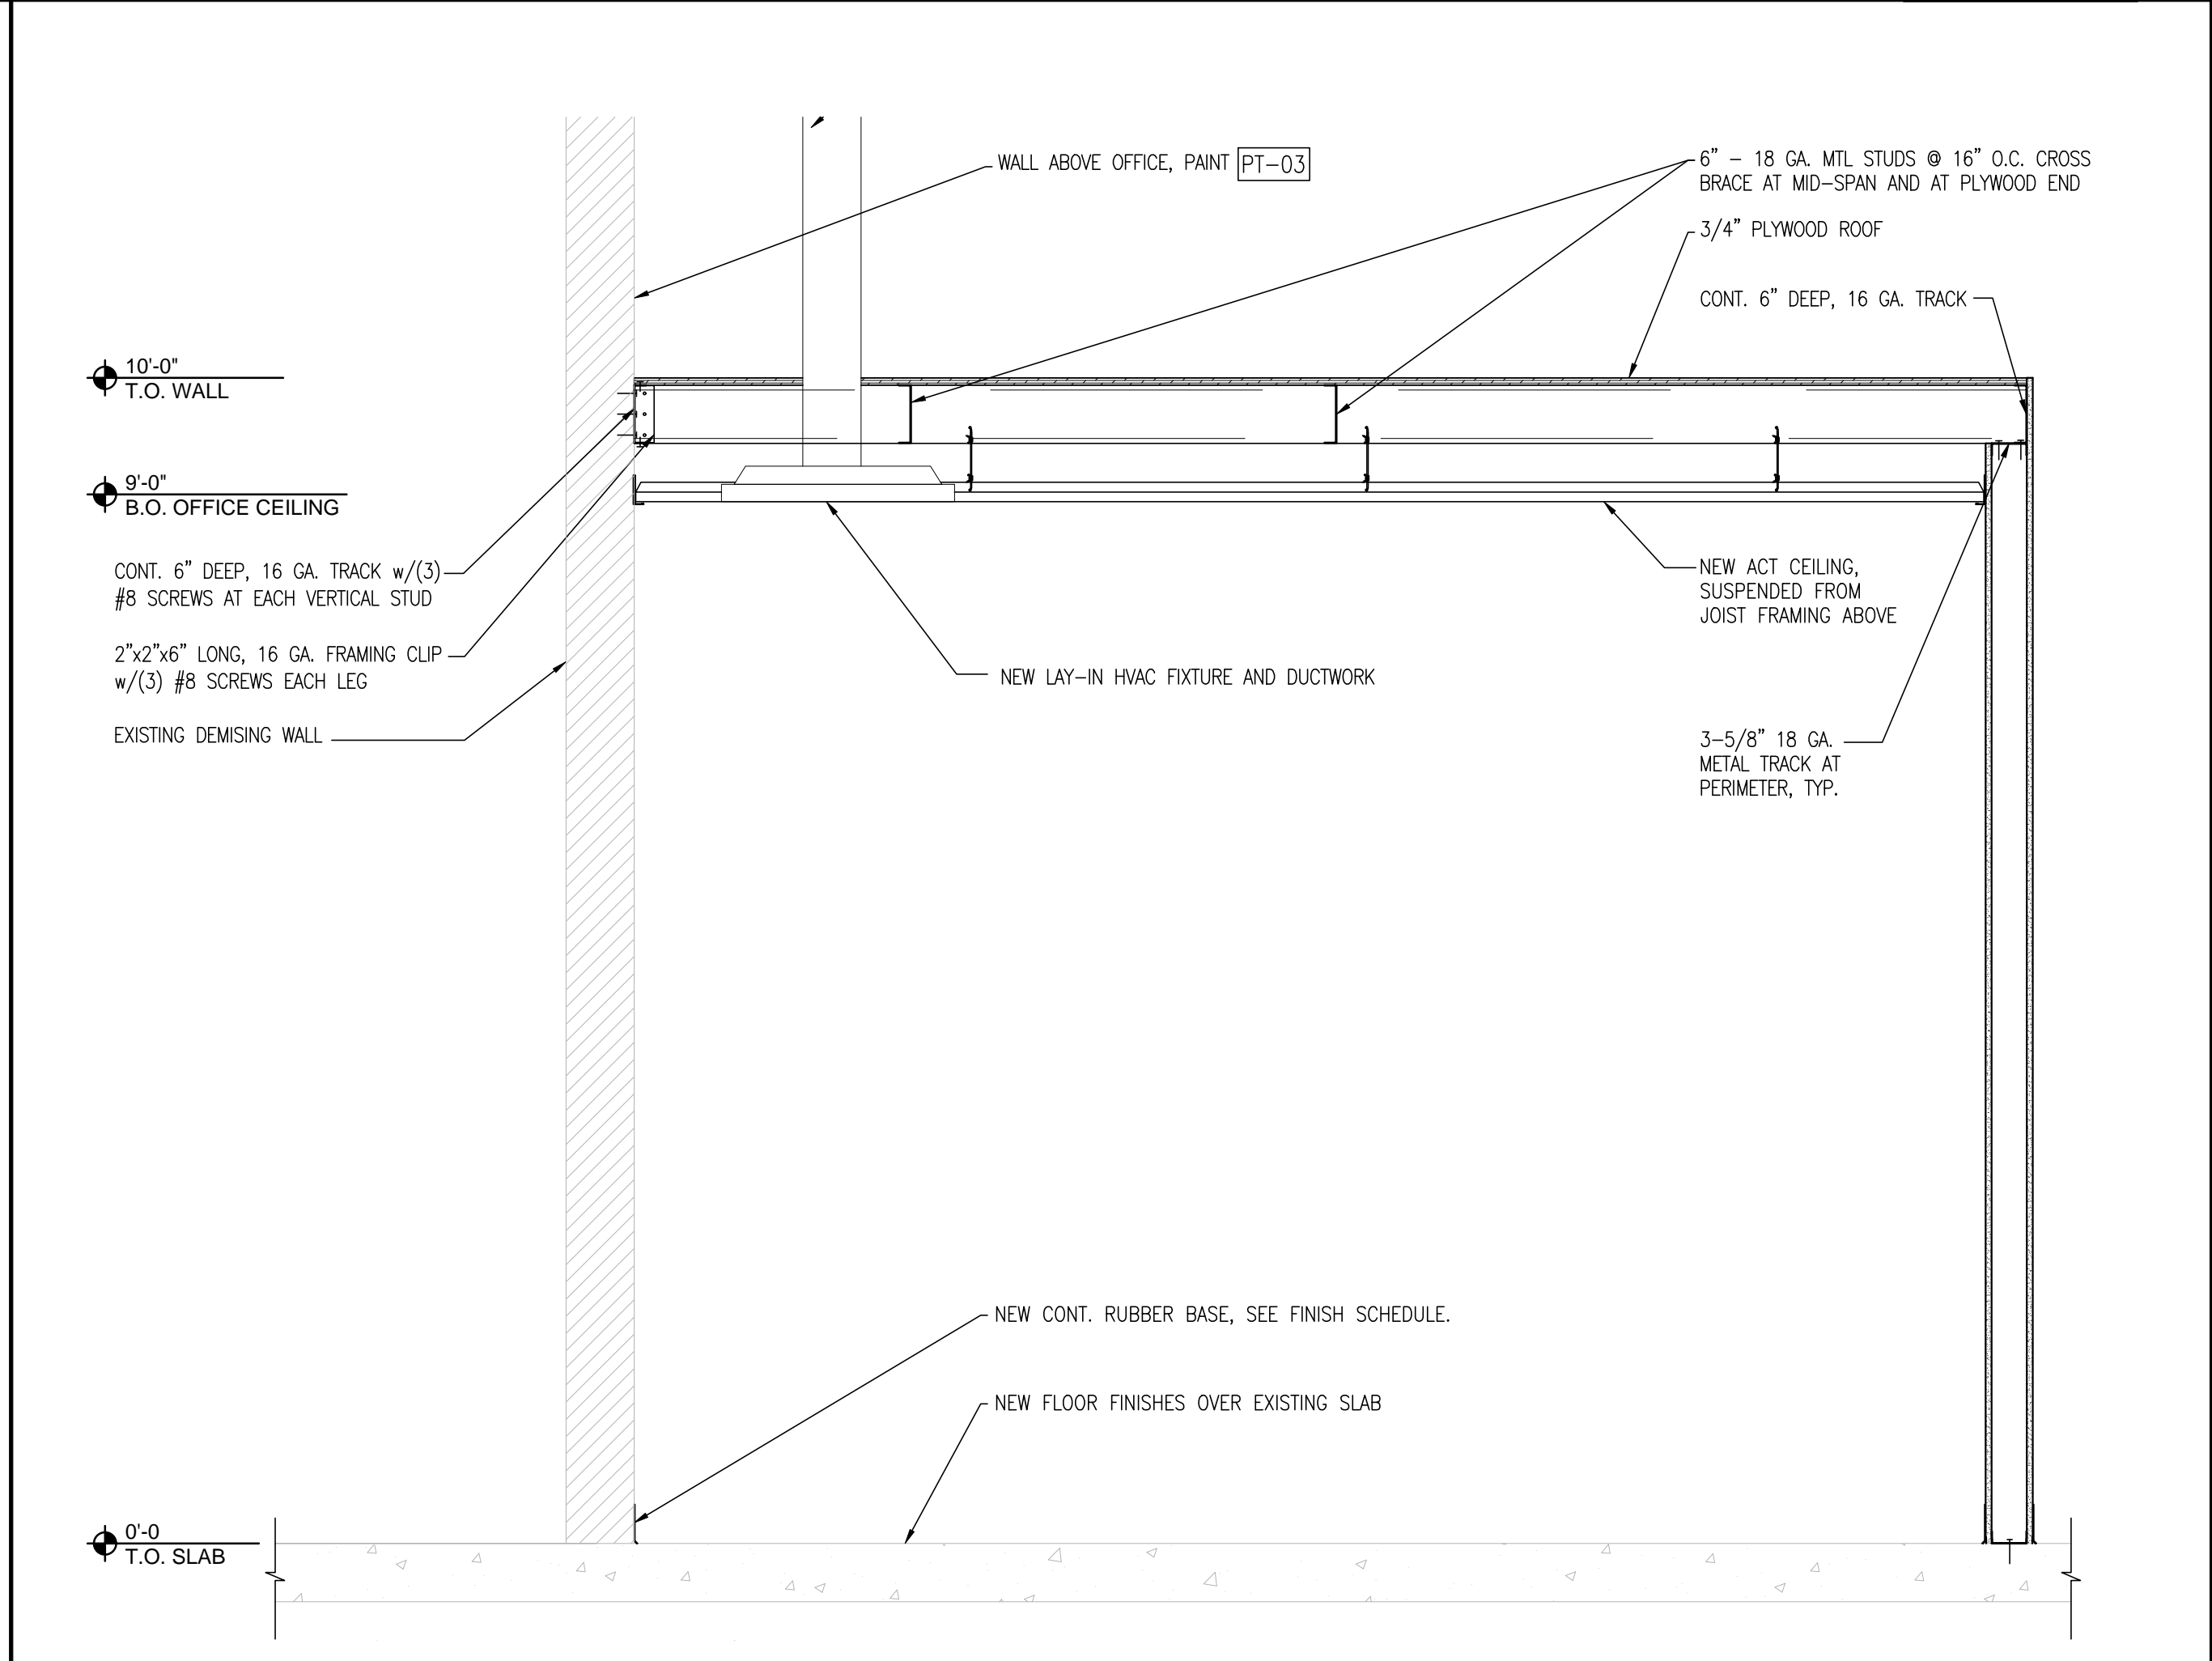 WALL ABOVE OFFICE, PAINT PT-03
6" - 18 GA. MTL STUDS @ 16" O.C. CROSS
BRACE AT MID-SPAN AND AT PLYWOOD END
3/4" PLYWOOD ROOF
CONT. 6" DEEP, 16 GA. TRACK
10'-0"
T.O. WALL
9'-0"
B.O. OFFICE CEILING
CONT. 6" DEEP, 16 GA. TRACK w/(3)
#8 SCREWS AT EACH VERTICAL STUD
2"x2"x6" LONG, 16 GA. FRAMING CLIP
w/(3) #8 SCREWS EACH LEG
EXISTING DEMISING WALL
NEW LAY-IN HVAC FIXTURE AND DUCTWORK
NEW ACT CEILING,
SUSPENDED FROM
JOIST FRAMING ABOVE
3-5/8" 18 GA.
METAL TRACK AT
PERIMETER, TYP.
NEW CONT. RUBBER BASE, SEE FINISH SCHEDULE.
NEW FLOOR FINISHES OVER EXISTING SLAB
0'-0
T.O. SLAB